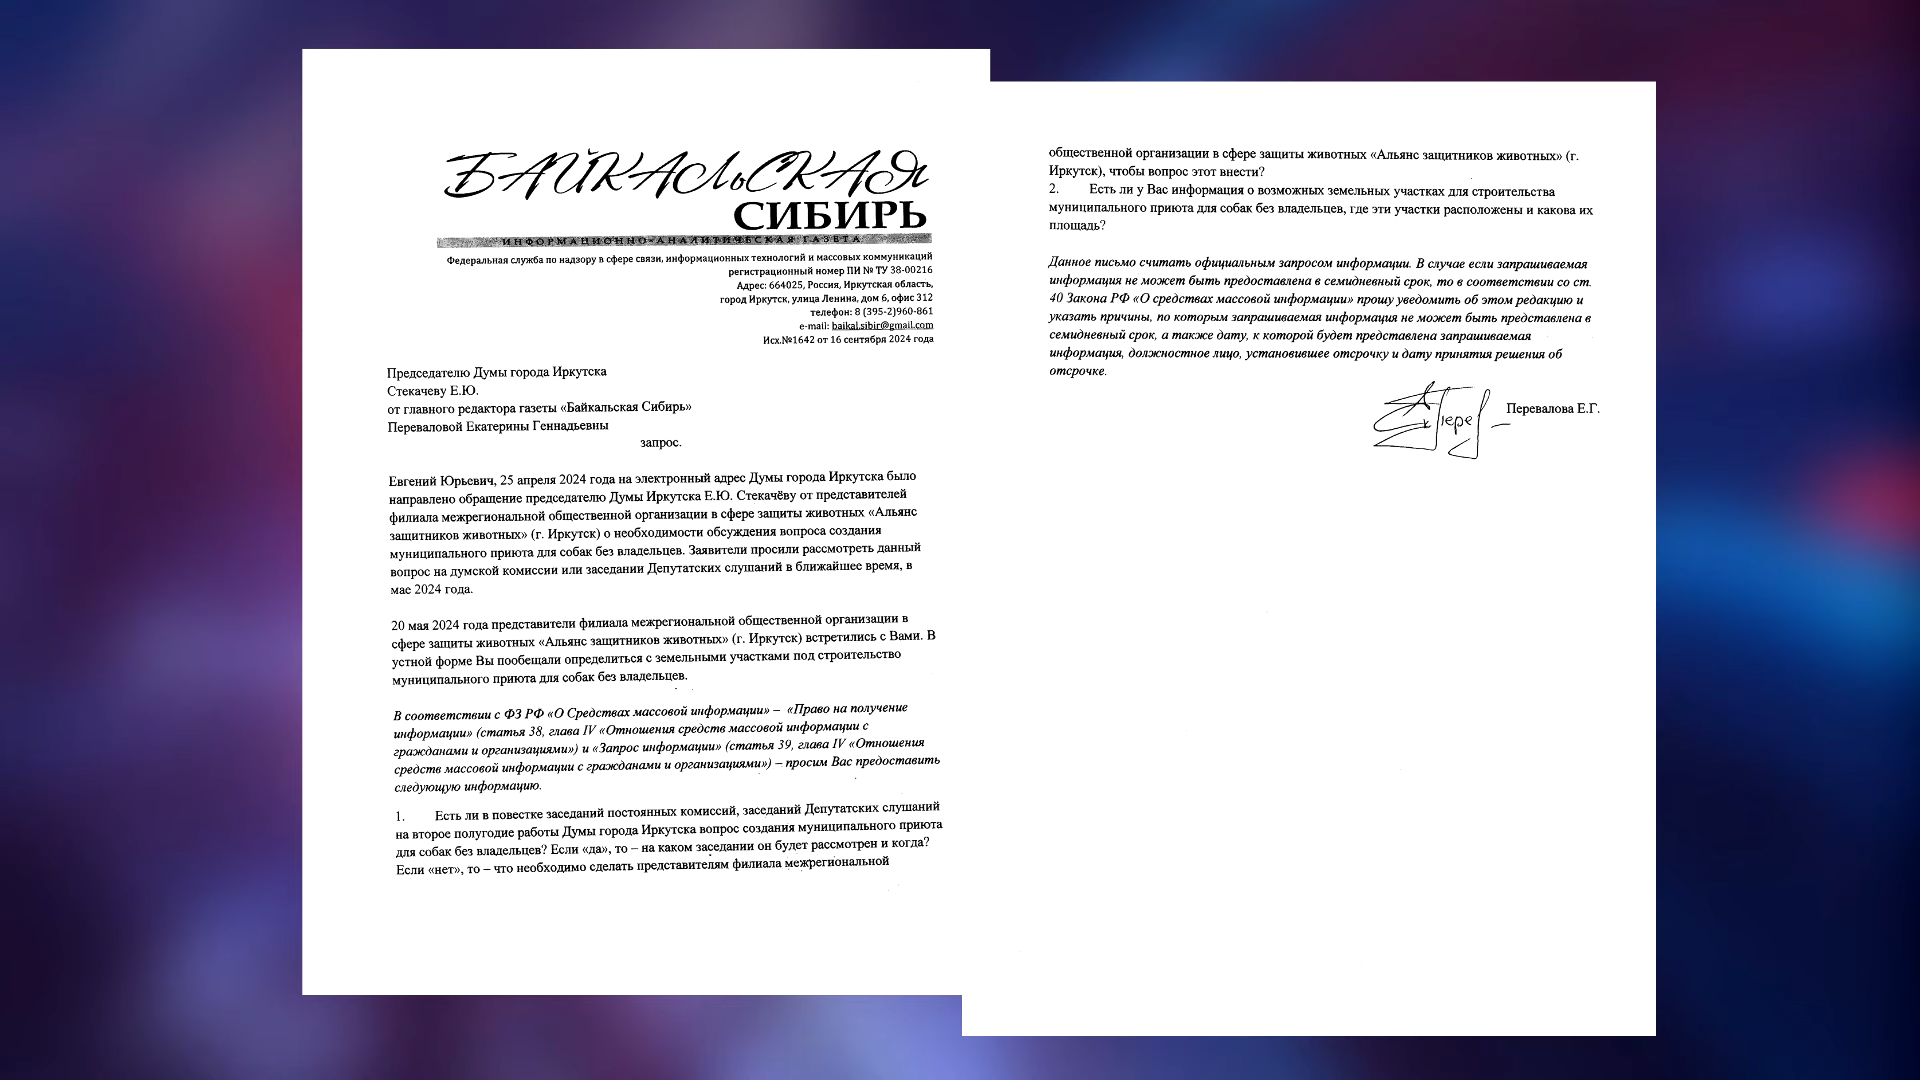 БАЙКАЛЬСКАЯ
СИБИРЬ
ИНФОРМАЦИОННО-АНАЛИТИЧЕСКАЯ ГАЗЕТА
Федеральная служба по надзору в сфере связи, информационных технологий и массовых коммуникаций
регистрационный номер ПИ № ТУ 38-00216
Адрес: 664025, Россия, Иркутская область,
город Иркутск, улица Ленина, дом 6, офис 312
телефон: 8 (395-2)960-861
e-mail: baikal.sibir@gmail.com
Исх.№1642 от 16 сентября 2024 года
Председателю Думы города Иркутска
Стекачеву Е.Ю.
от главного редактора газеты «Байкальская Сибирь»
Переваловой Екатерины Геннадьевны
запрос.
Евгений Юрьевич, 25 апреля 2024 года на электронный адрес Думы города Иркутска было
направлено обращение председателю Думы Иркутска Е.Ю. Стекачёву от представителей
филиала межрегиональной общественной организации в сфере защиты животных «Альянс
защитников животных» (г. Иркутск) о необходимости обсуждения вопроса создания
муниципального приюта для собак без владельцев. Заявители просили рассмотреть данный
вопрос на думской комиссии или заседании Депутатских слушаний в ближайшее время, в
мае 2024 года.
20 мая 2024 года представители филиала межрегиональной общественной организации в
сфере защиты животных «Альянс защитников животных» (г. Иркутск) встретились с Вами. В
устной форме Вы пообещали определиться с земельными участками под строительство
муниципального приюта для собак без владельцев.
В соответствии с ФЗ РФ «О Средствах массовой информации» – «Право на получение
информации» (статья 38, глава IV «Отношения средств массовой информации с
гражданами и организациями») и «Запрос информации» (статья 39, глава IV «Отношения
средств массовой информации с гражданами и организациями») – просим Вас предоставить
следующую информацию.
1. Есть ли в повестке заседаний постоянных комиссий, заседаний Депутатских слушаний
на второе полугодие работы Думы города Иркутска вопрос создания муниципального приюта
для собак без владельцев? Если «да», то – на каком заседании он будет рассмотрен и когда?
Если «нет», то – что необходимо сделать представителям филиала межрегиональной
общественной организации в сфере защиты животных «Альянс защитников животных» (г.
Иркутск), чтобы вопрос этот внести?
2. Есть ли у Вас информация о возможных земельных участках для строительства
муниципального приюта для собак без владельцев, где эти участки расположены и какова их
площадь?
Данное письмо считать официальным запросом информации. В случае если запрашиваемая
информация не может быть предоставлена в семидневный срок, то в соответствии со ст.
40 Закона РФ «О средствах массовой информации» прошу уведомить об этом редакцию и
указать причины, по которым запрашиваемая информация не может быть представлена в
семидневный срок, а также дату, к которой будет представлена запрашиваемая
информация, должностное лицо, установившее отсрочку и дату принятия решения об
отсрочке.
Перевалова Е.Г.